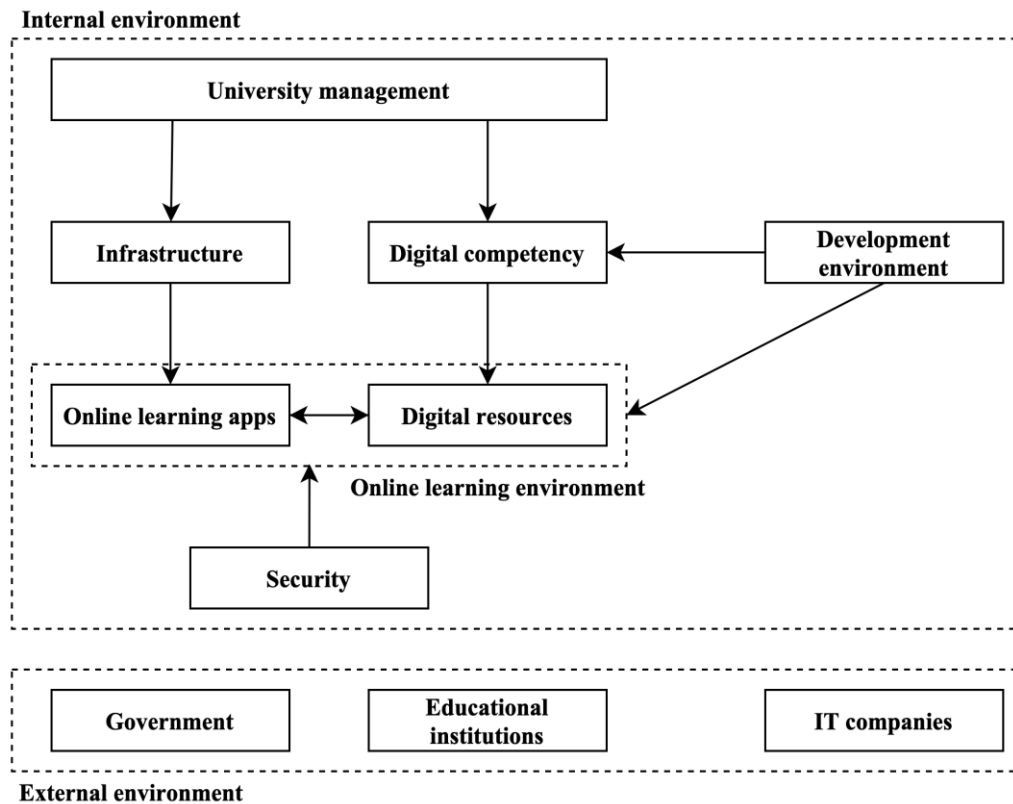 Internal environment
University management
Infrastructure
Digital competency
Development
environment
Online learning apps
Digital resources
Online learning environment
Security
Government
Educational
institutions
IT companies
External environment